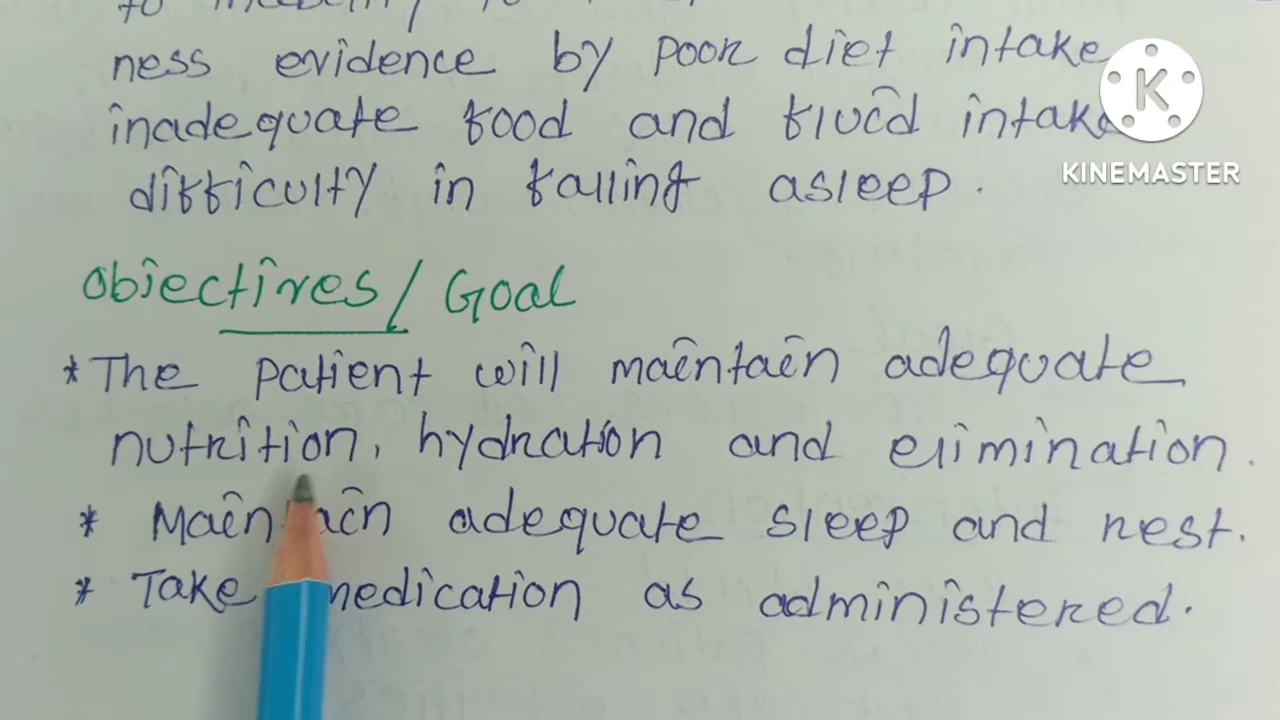 ness evidence by poor diet intake
inadequate food and fluid intake
difficulty in falling asleep.
Objectives / Goal
* The patient will maintain adequate
nutrition, hydration and elimination.
* Maintain adequate sleep and rest.
* Take medication as administered.
K
KINEMASTER